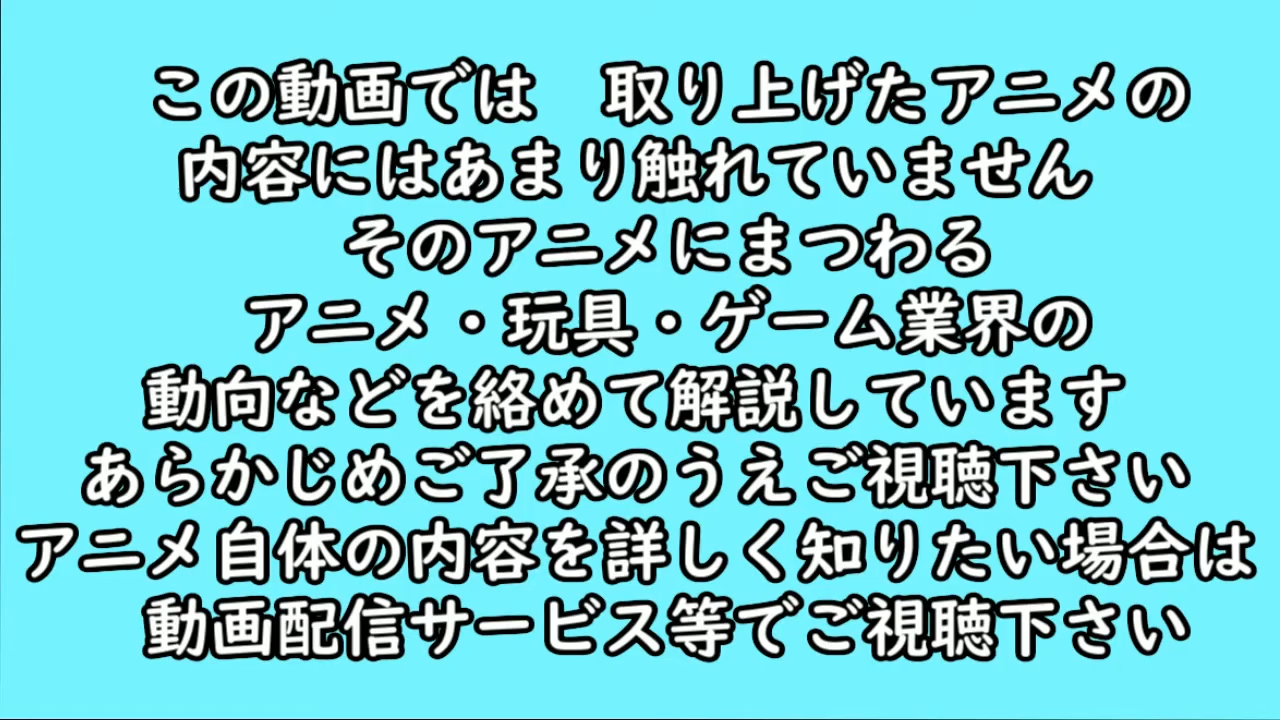 この動画では　取り上げたアニメの
内容にはあまり触れていません
そのアニメにまつわる
アニメ・玩具・ゲーム業界の
動向などを絡めて解説しています
あらかじめご了承のうえご視聴下さい
アニメ自体の内容を詳しく知りたい場合は
動画配信サービス等でご視聴下さい